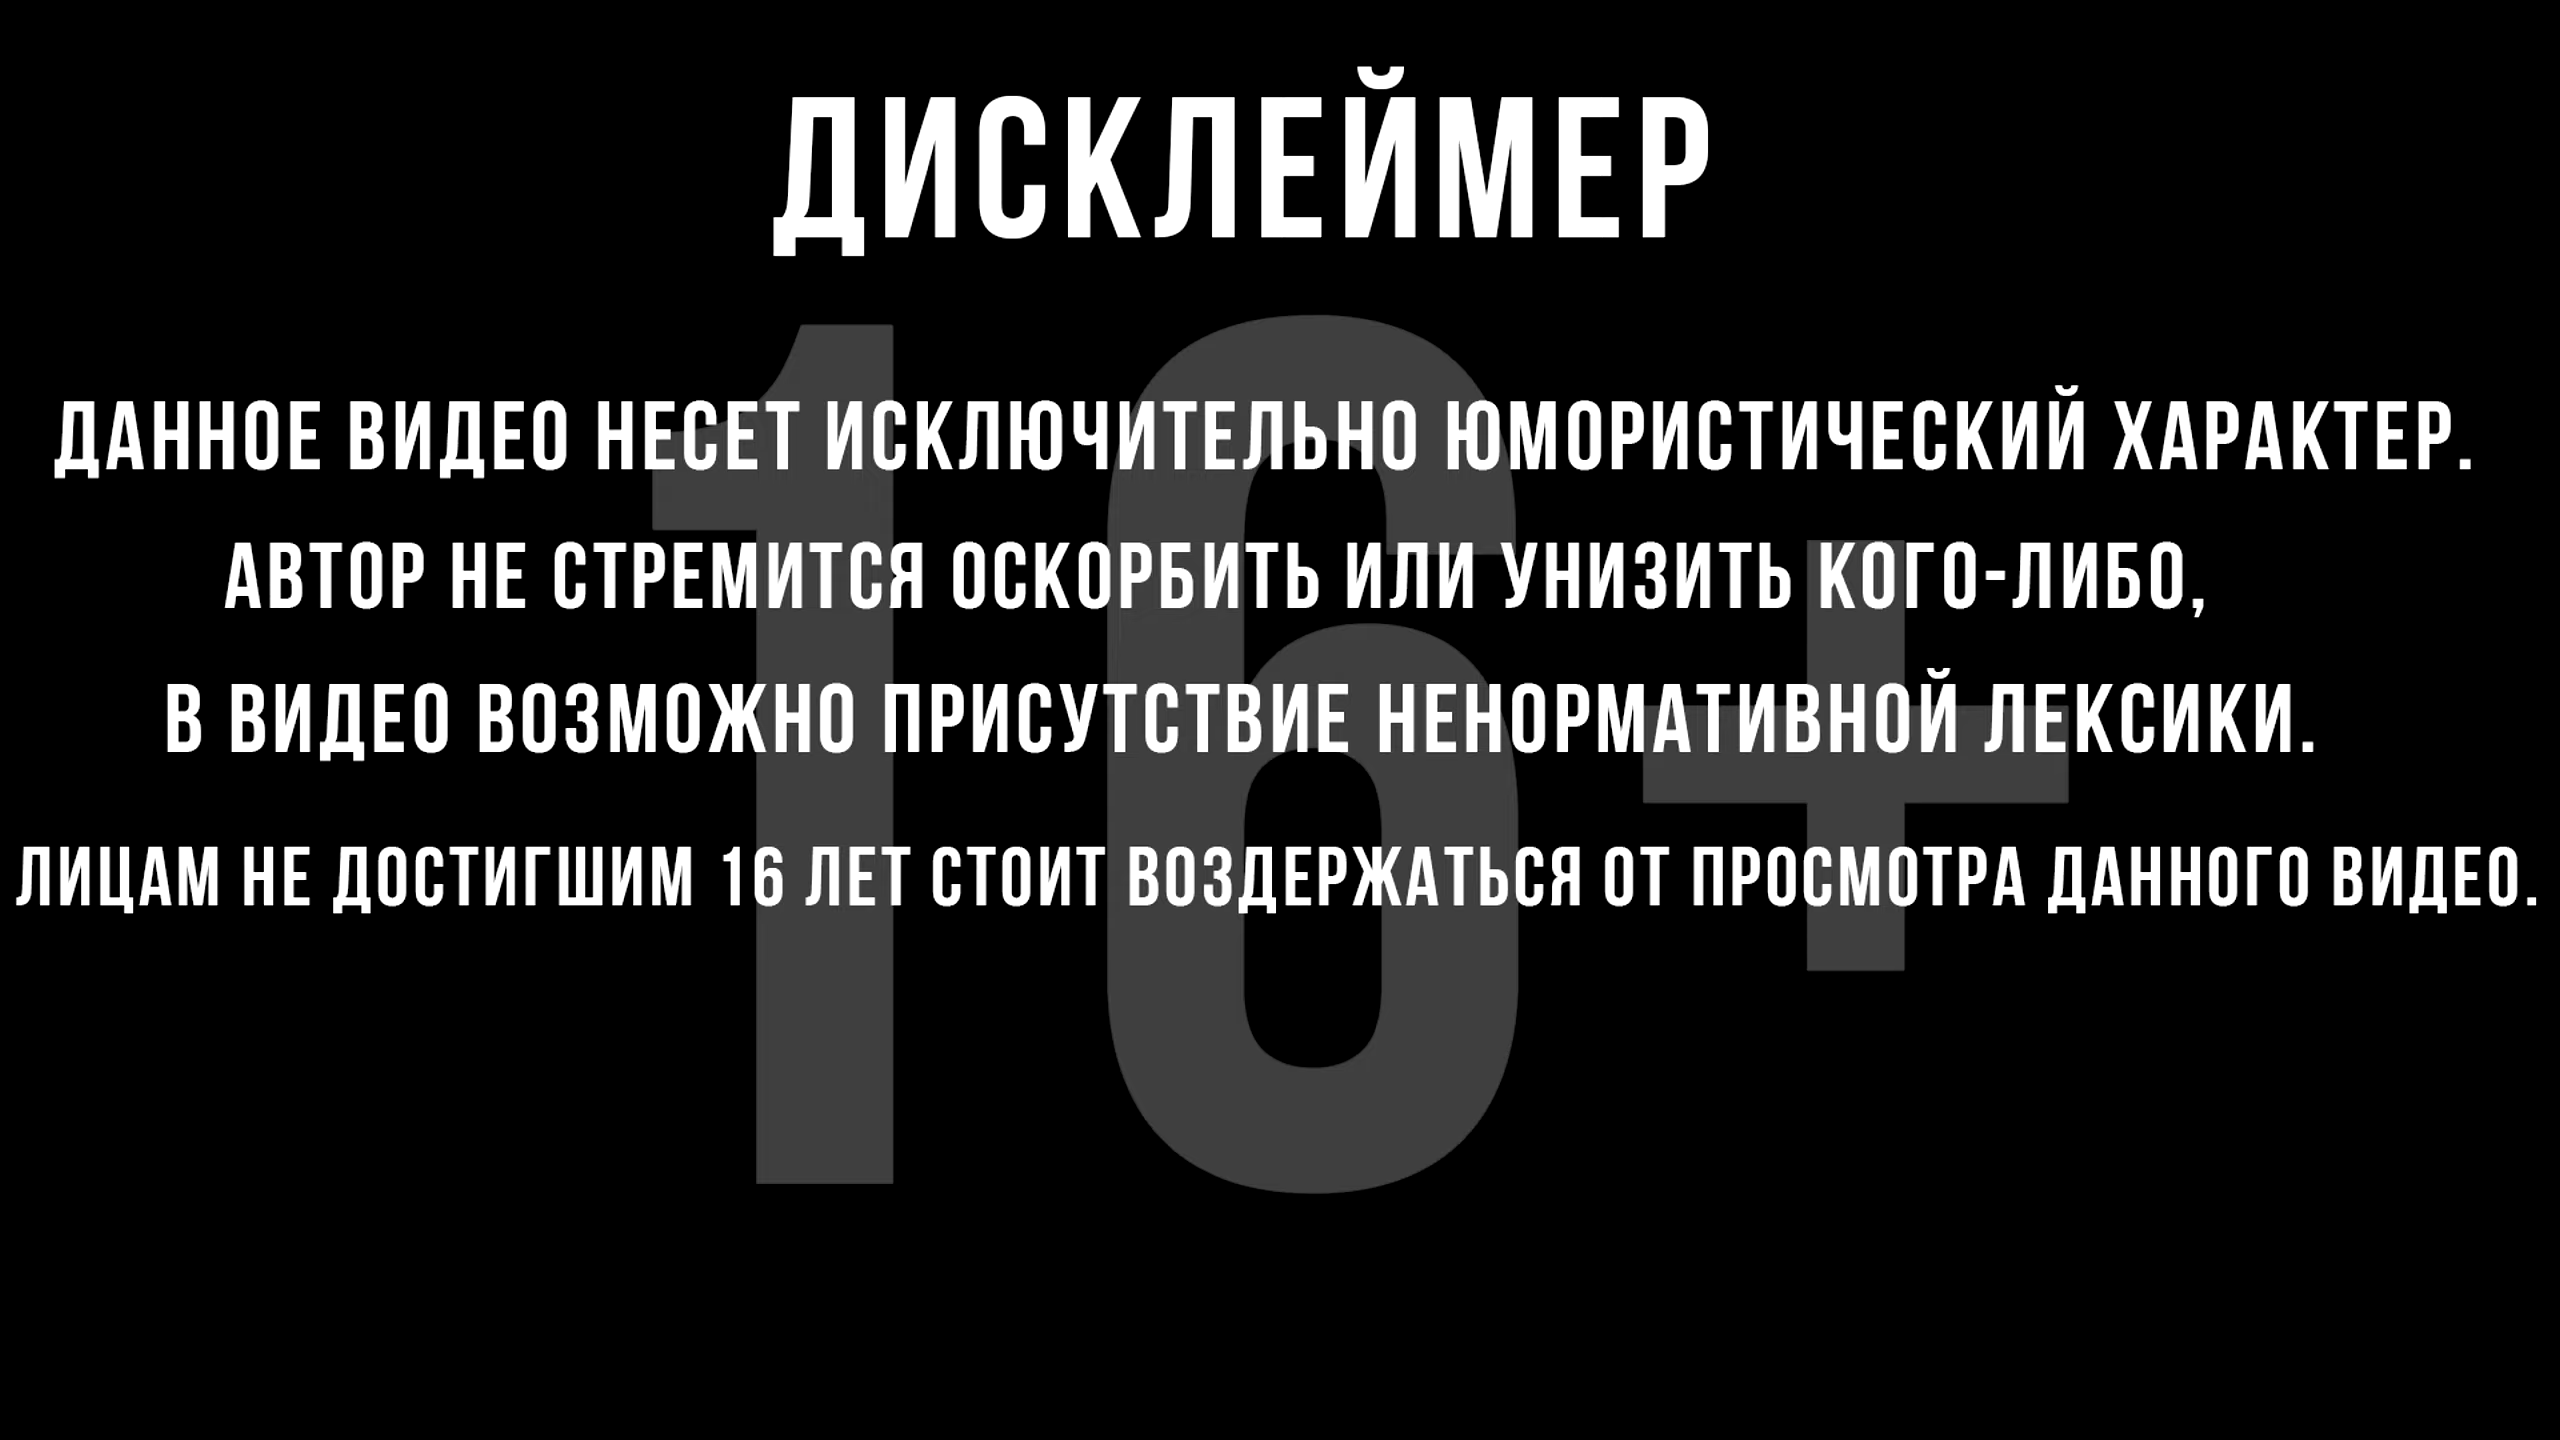 ДИСКЛЕЙМЕР
16+
ДАННОЕ ВИДЕО НЕСЕТ ИСКЛЮЧИТЕЛЬНО ЮМОРИСТИЧЕСКИЙ ХАРАКТЕР.
АВТОР НЕ СТРЕМИТСЯ ОСКОРБИТЬ ИЛИ УНИЗИТЬ КОГО-ЛИБО,
В ВИДЕО ВОЗМОЖНО ПРИСУТСТВИЕ НЕНОРМАТИВНОЙ ЛЕКСИКИ.
ЛИЦАМ НЕ ДОСТИГШИМ 16 ЛЕТ СТОИТ ВОЗДЕРЖАТЬСЯ ОТ ПРОСМОТРА ДАННОГО ВИДЕО.